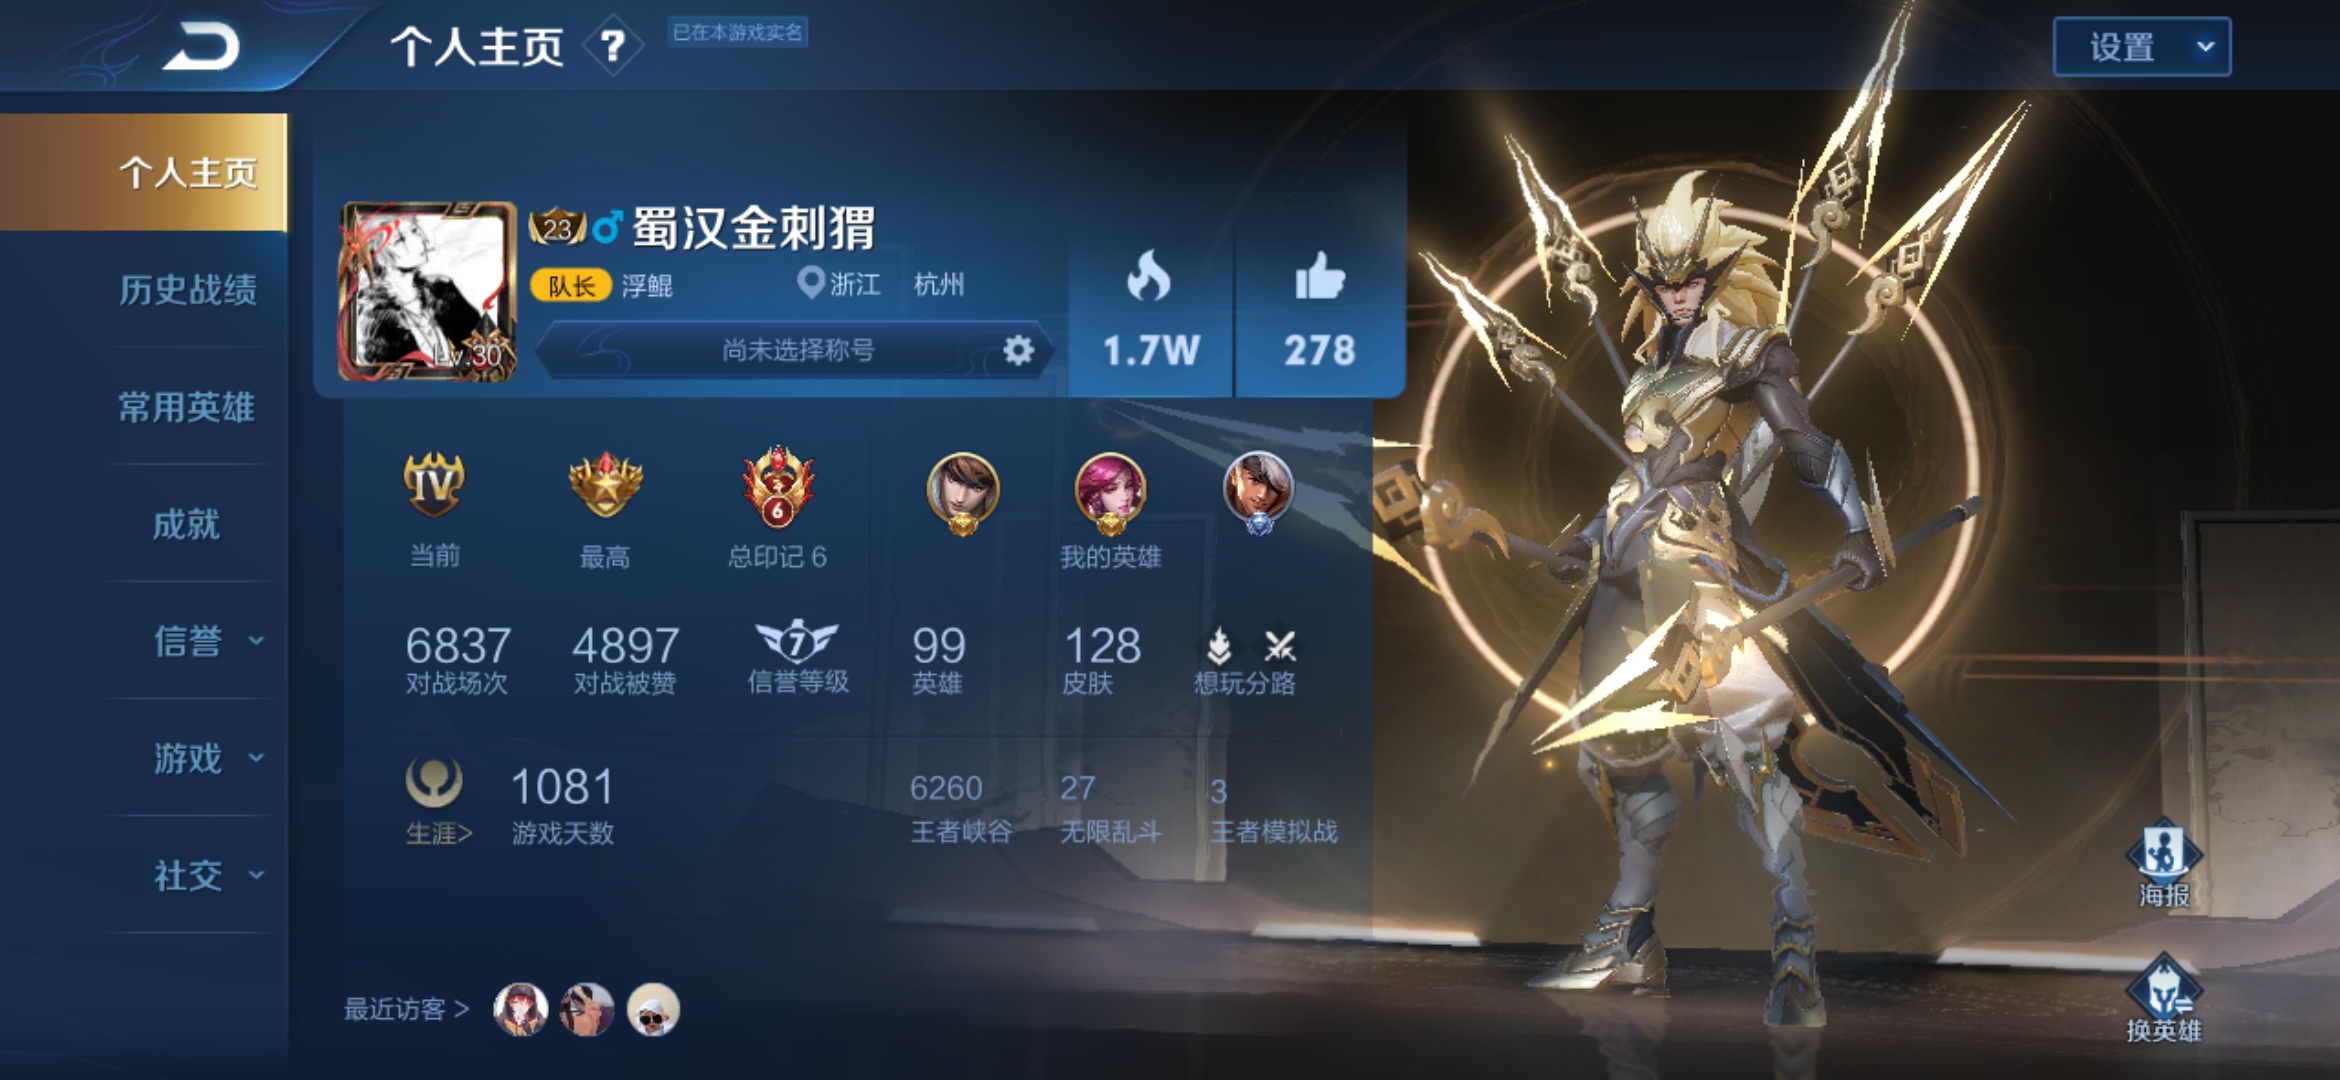 个人主页
?
已在本游戏实名
设置
个人主页
历史战绩
常用英雄
成就
信誉
游戏
社交
Lv.30
23
蜀汉金刺猬
队长 浮鲲
浙江 杭州
尚未选择称号
1.7W
278
IV
当前
最高
6
总印记 6
我的英雄
6837
对战场次
4897
对战被赞
7
信誉等级
99
英雄
128
皮肤
想玩分路
生涯>
1081
游戏天数
6260
王者峡谷
27
无限乱斗
3
王者模拟战
最近访客 >
海报
换英雄